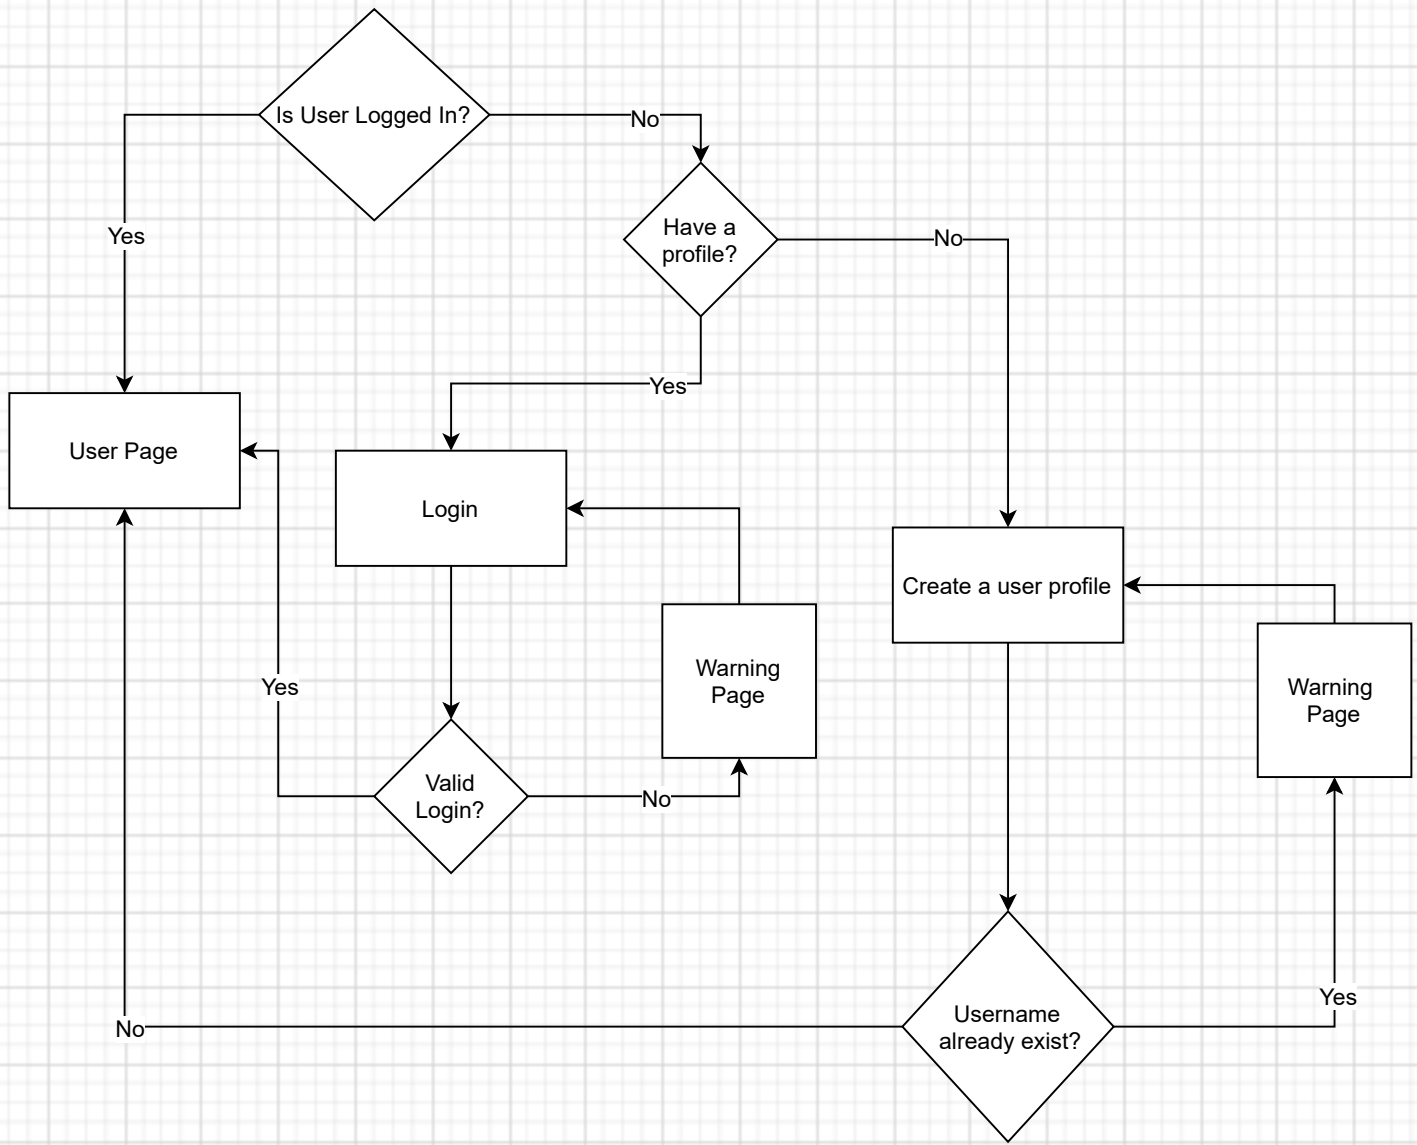 Is User Logged In?
No
Yes
Have a
profile?
No
Yes
User Page
Login
Create a user profile
Warning
Page
Yes
Warning
Page
Valid
Login?
No
Username
already exist?
Yes
No